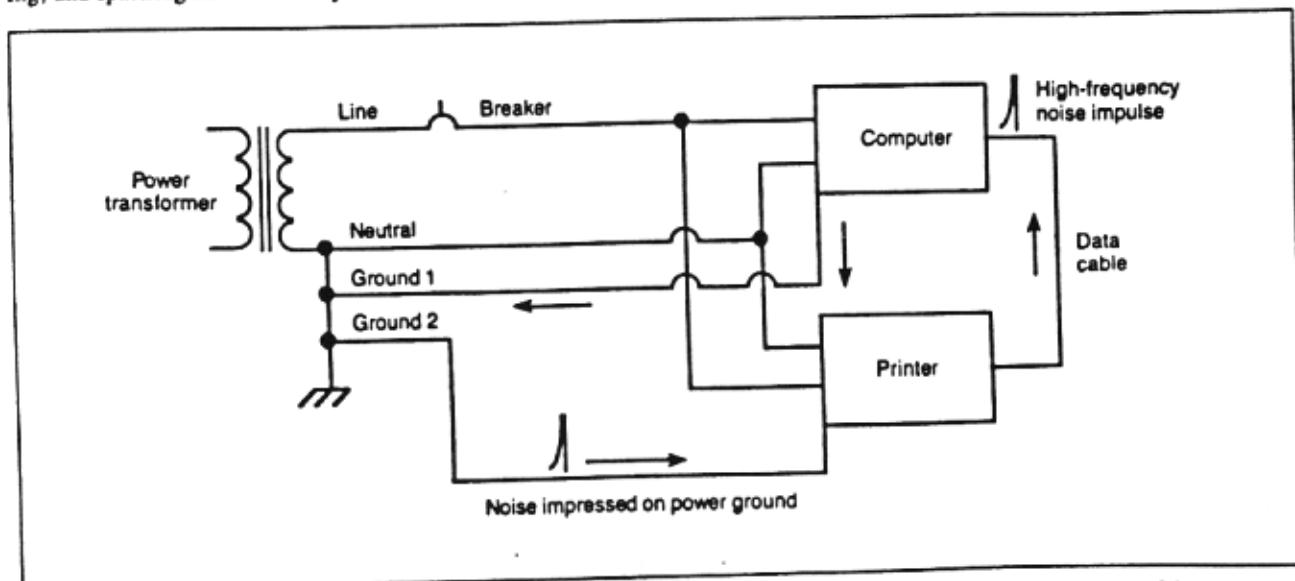 Line
Breaker
High-frequency
noise impulse
Computer
Power
transformer
Neutral
Data
cable
Ground 1
Ground 2
Printer
Noise impressed on power ground